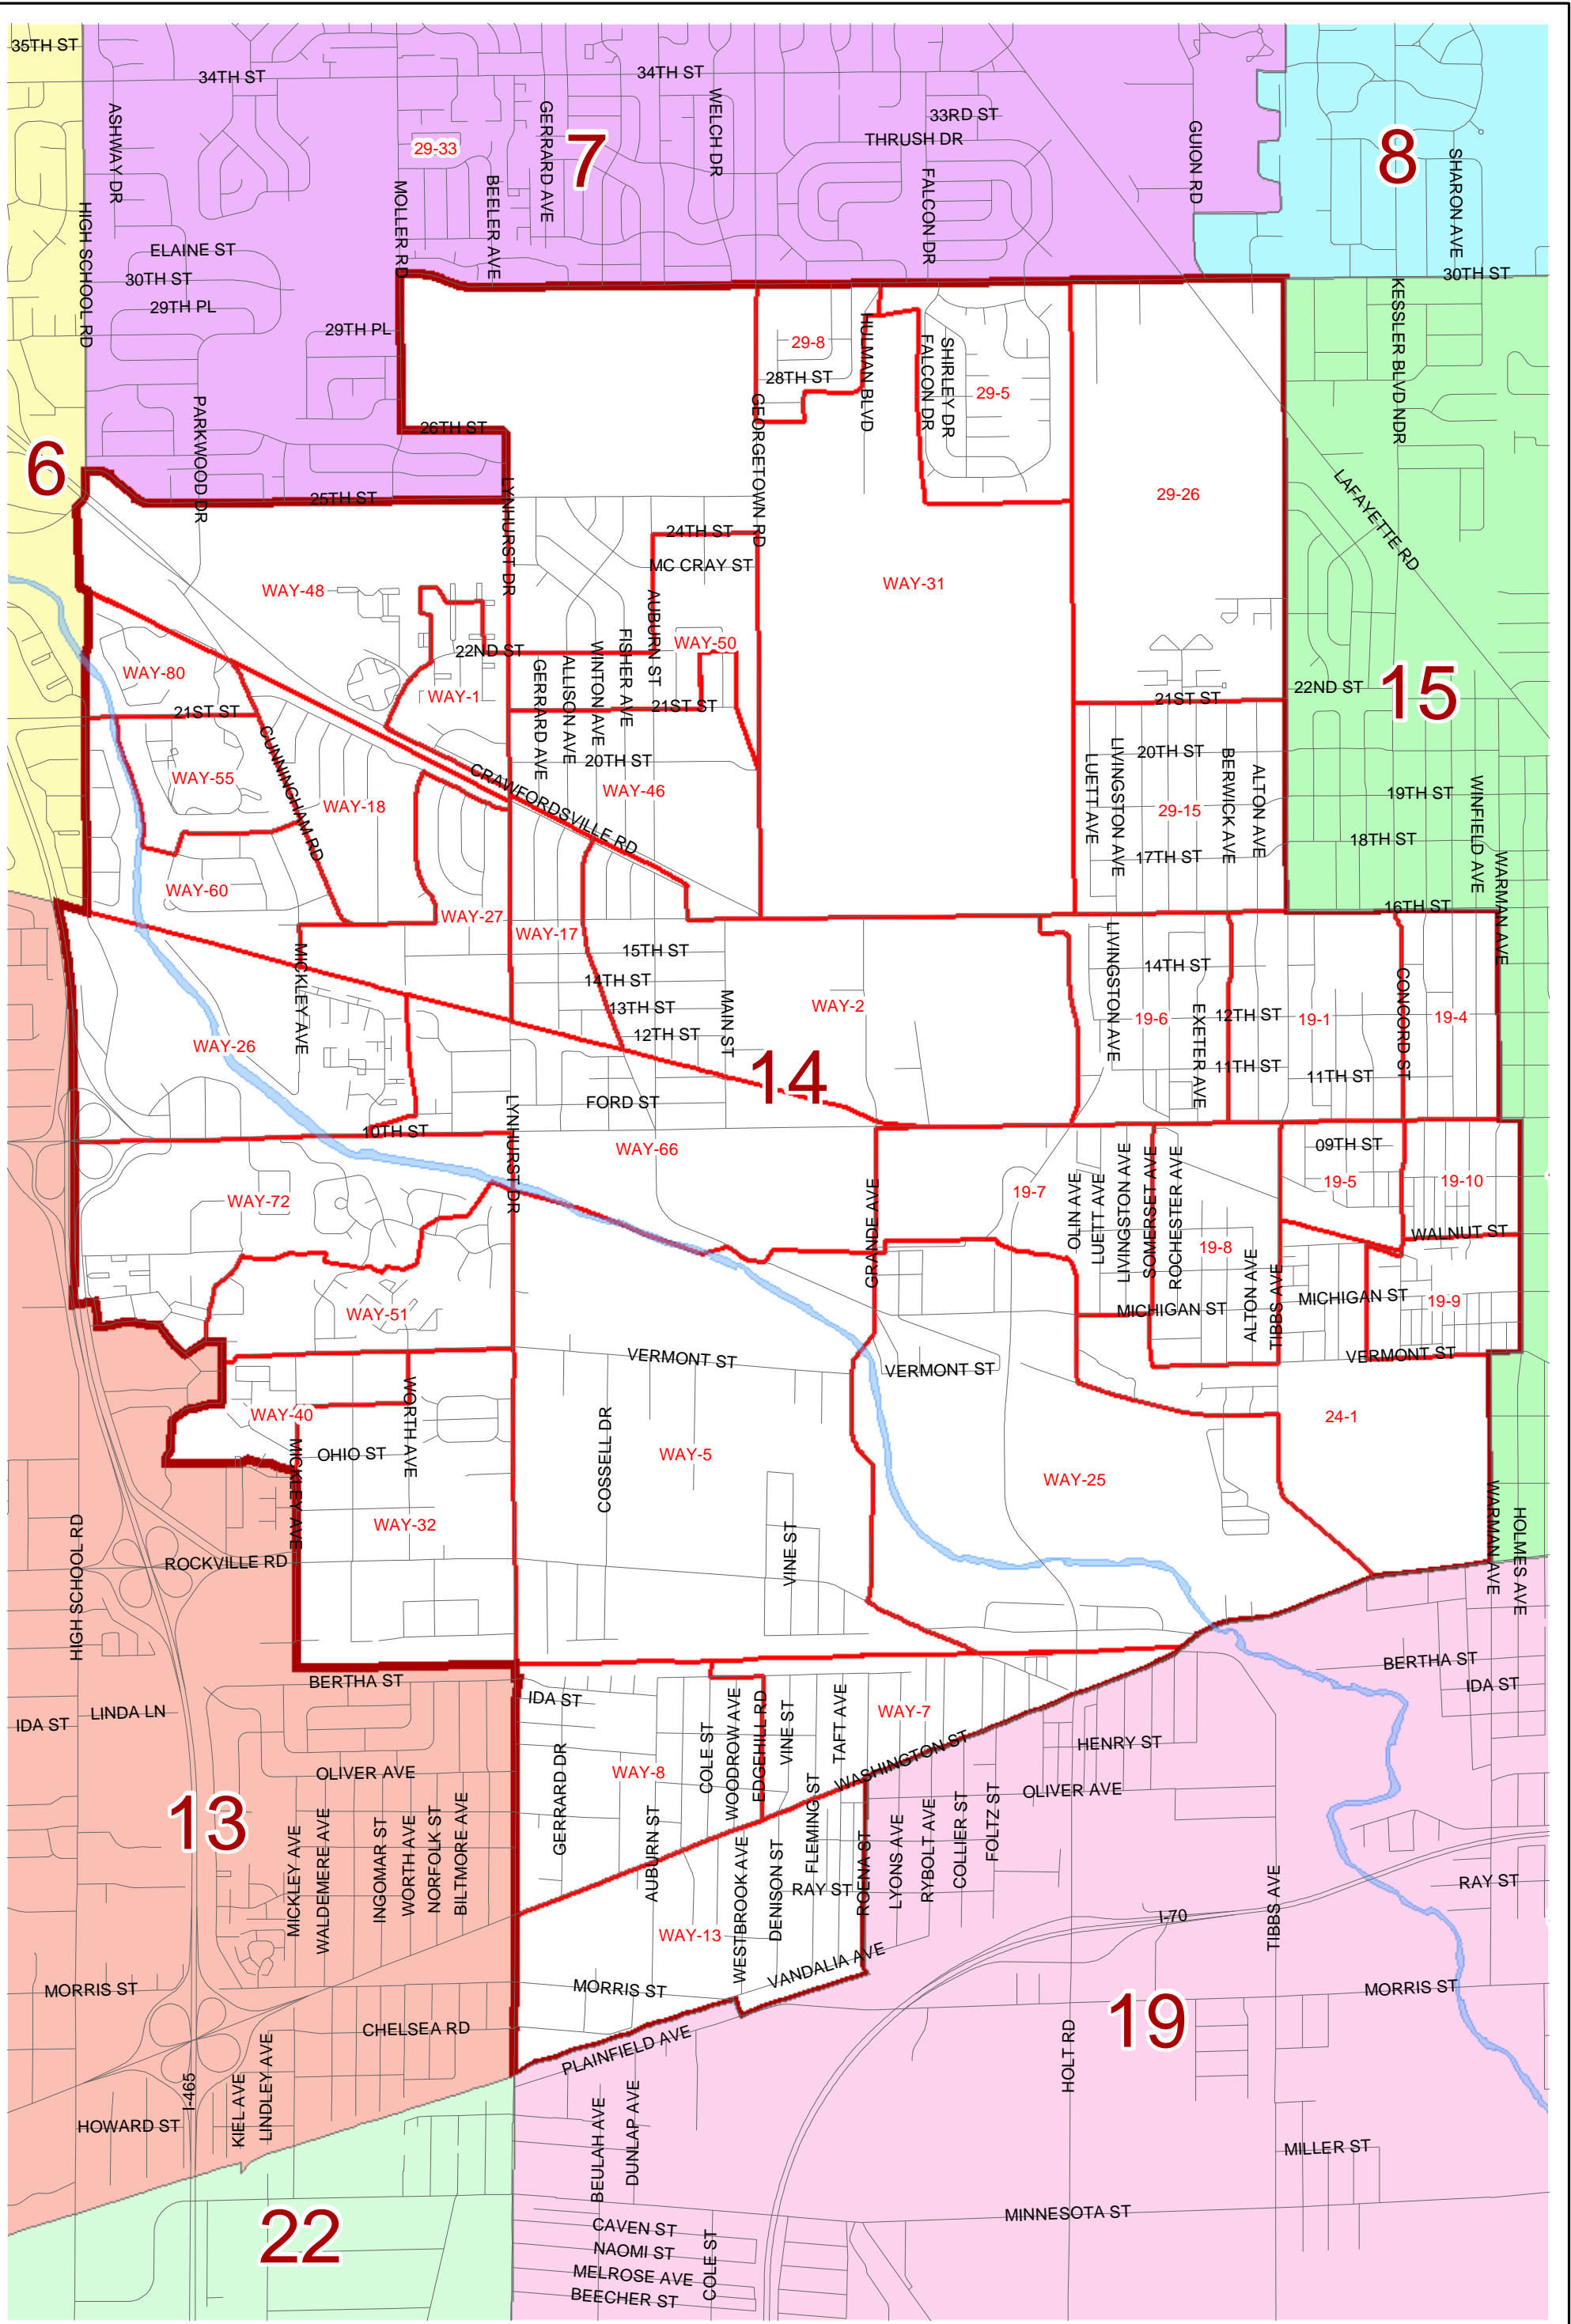 35TH ST
34TH ST
34TH ST
ASHWAY DR
GERRARD AVE
WELCH DR
33RD ST
THRUSH DR
GUION RD
7
8
29-33
SHARON AVE
MOLLER RD
BEELER AVE
FALCON DR
HIGH SCHOOL RD
ELAINE ST
30TH ST
30TH ST
29TH PL
29TH PL
KESSLER BLVD NDR
29-8
HULMAN BLVD
FALCON DR
SHIRLEY DR
29-5
28TH ST
GEORGETOWN RD
PARKWOOD DR
26TH ST
6
25TH ST
LYNHURST DR
29-26
LAFAYETTE RD
24TH ST
MC CRAY ST
WAY-48
WAY-31
AUBURN ST
FISHER AVE
WINTON AVE
ALLISON AVE
GERRARD AVE
22ND ST
WAY-50
WAY-80
WAY-1
22ND ST
15
21ST ST
21ST ST
21ST ST
CUNNINGHAM RD
20TH ST
LUETT AVE
LIVINGSTON AVE
20TH ST
BERWICK AVE
ALTON AVE
WAY-55
CRAWFORDSVILLE RD
WAY-46
WAY-18
29-15
19TH ST
WINFIELD AVE
18TH ST
17TH ST
WARMAN AVE
WAY-60
WAY-27
16TH ST
WAY-17
MICKLEY AVE
15TH ST
LIVINGSTON AVE
14TH ST
CONCORD ST
14TH ST
13TH ST
MAIN ST
WAY-2
12TH ST
19-6
EXETER AVE
12TH ST
19-1
19-4
WAY-26
14
11TH ST
11TH ST
LYNHURST DR
FORD ST
10TH ST
WAY-66
09TH ST
WAY-72
GRANDE AVE
19-7
OLIN AVE
LUETT AVE
LIVINGSTON AVE
SOMERSET AVE
ROCHESTER AVE
19-5
19-10
WALNUT ST
19-8
ALTON AVE
TIBBS AVE
WAY-51
MICHIGAN ST
MICHIGAN ST
19-9
VERMONT ST
VERMONT ST
VERMONT ST
WAY-40
WORTH AVE
24-1
MICKLEY AVE
OHIO ST
COSSELL DR
WAY-5
WAY-25
WAY-32
VINE ST
HIGH SCHOOL RD
ROCKVILLE RD
WARMAN AVE
HOLMES AVE
BERTHA ST
BERTHA ST
IDA ST
IDA ST
LINDA LN
IDA ST
COLE ST
WOODROW AVE
EDGEHILL RD
VINE ST
TAFT AVE
WAY-7
WASHINGTON ST
HENRY ST
GERRARD DR
OLIVER AVE
WAY-8
OLIVER AVE
13
MICKLEY AVE
WALDEMERE AVE
INGOMAR ST
WORTH AVE
NORFOLK ST
BILTMORE AVE
AUBURN ST
WESTBROOK AVE
DENISON ST
FLEMING ST
RAY ST
ROENA ST
LYONS AVE
RYBOLT AVE
COLLIER ST
FOLTZ ST
TIBBS AVE
RAY ST
I-70
WAY-13
VANDALIA AVE
MORRIS ST
MORRIS ST
MORRIS ST
19
CHELSEA RD
PLAINFIELD AVE
HOLT RD
I-465
KIEL AVE
LINDLEY AVE
HOWARD ST
BEULAH AVE
DUNLAP AVE
MILLER ST
22
MINNESOTA ST
CAVEN ST
NAOMI ST
COLE ST
MELROSE AVE
BEECHER ST